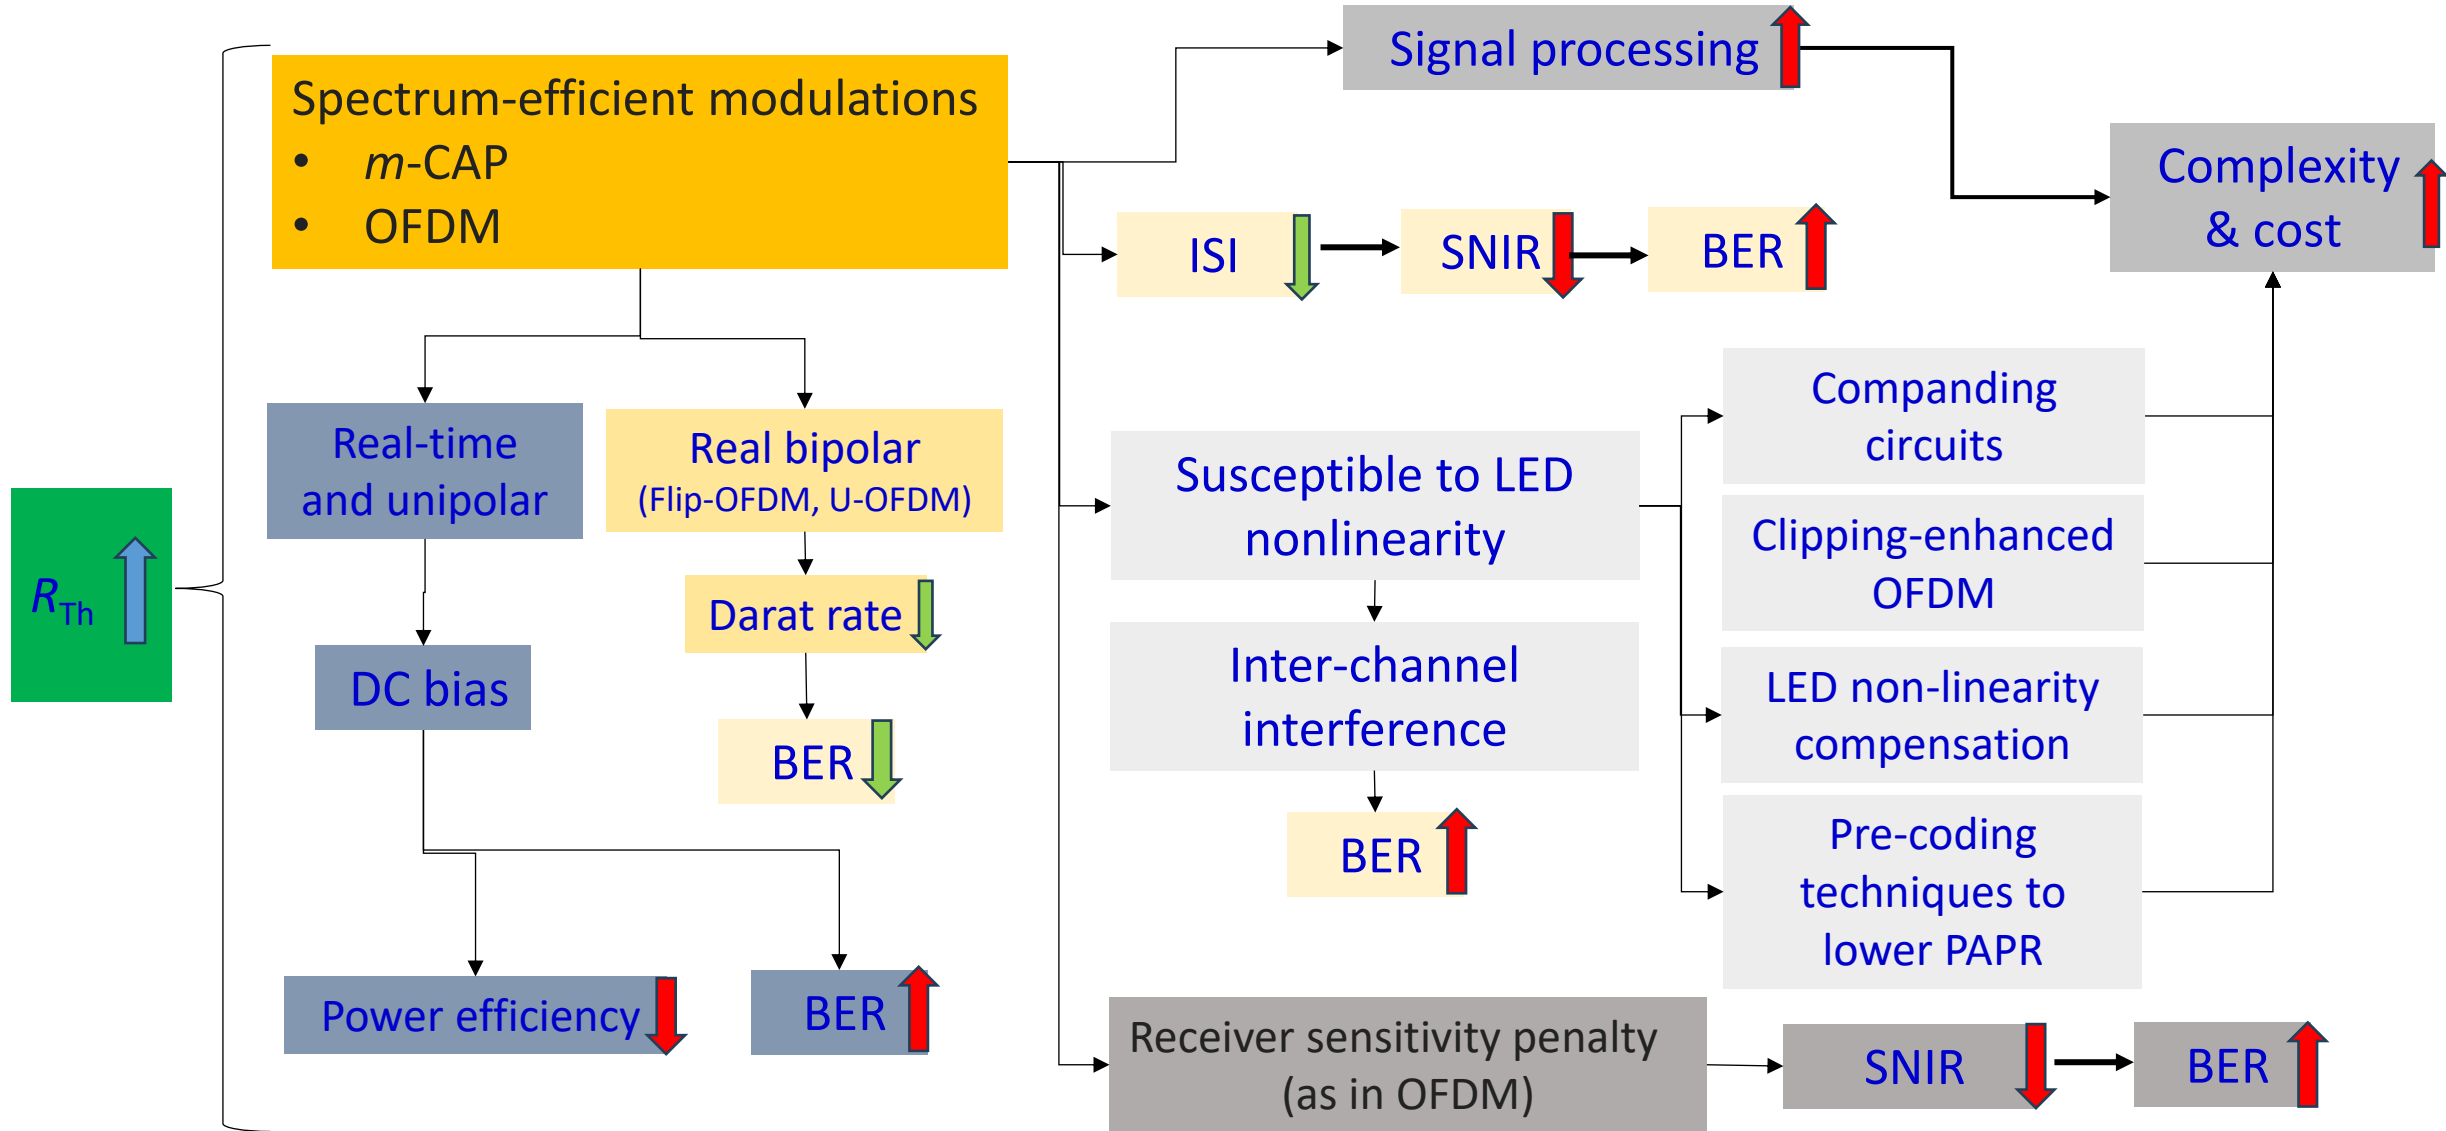 R_Th
Spectrum-efficient modulations
• m-CAP
• OFDM
Real-time
and unipolar
DC bias
Power efficiency
BER
Real bipolar
(Flip-OFDM, U-OFDM)
Darat rate
BER
Signal processing
Complexity
& cost
ISI
SNIR
BER
Susceptible to LED
nonlinearity
Inter-channel
interference
BER
Companding
circuits
Clipping-enhanced
OFDM
LED non-linearity
compensation
Pre-coding
techniques to
lower PAPR
Receiver sensitivity penalty
(as in OFDM)
SNIR
BER